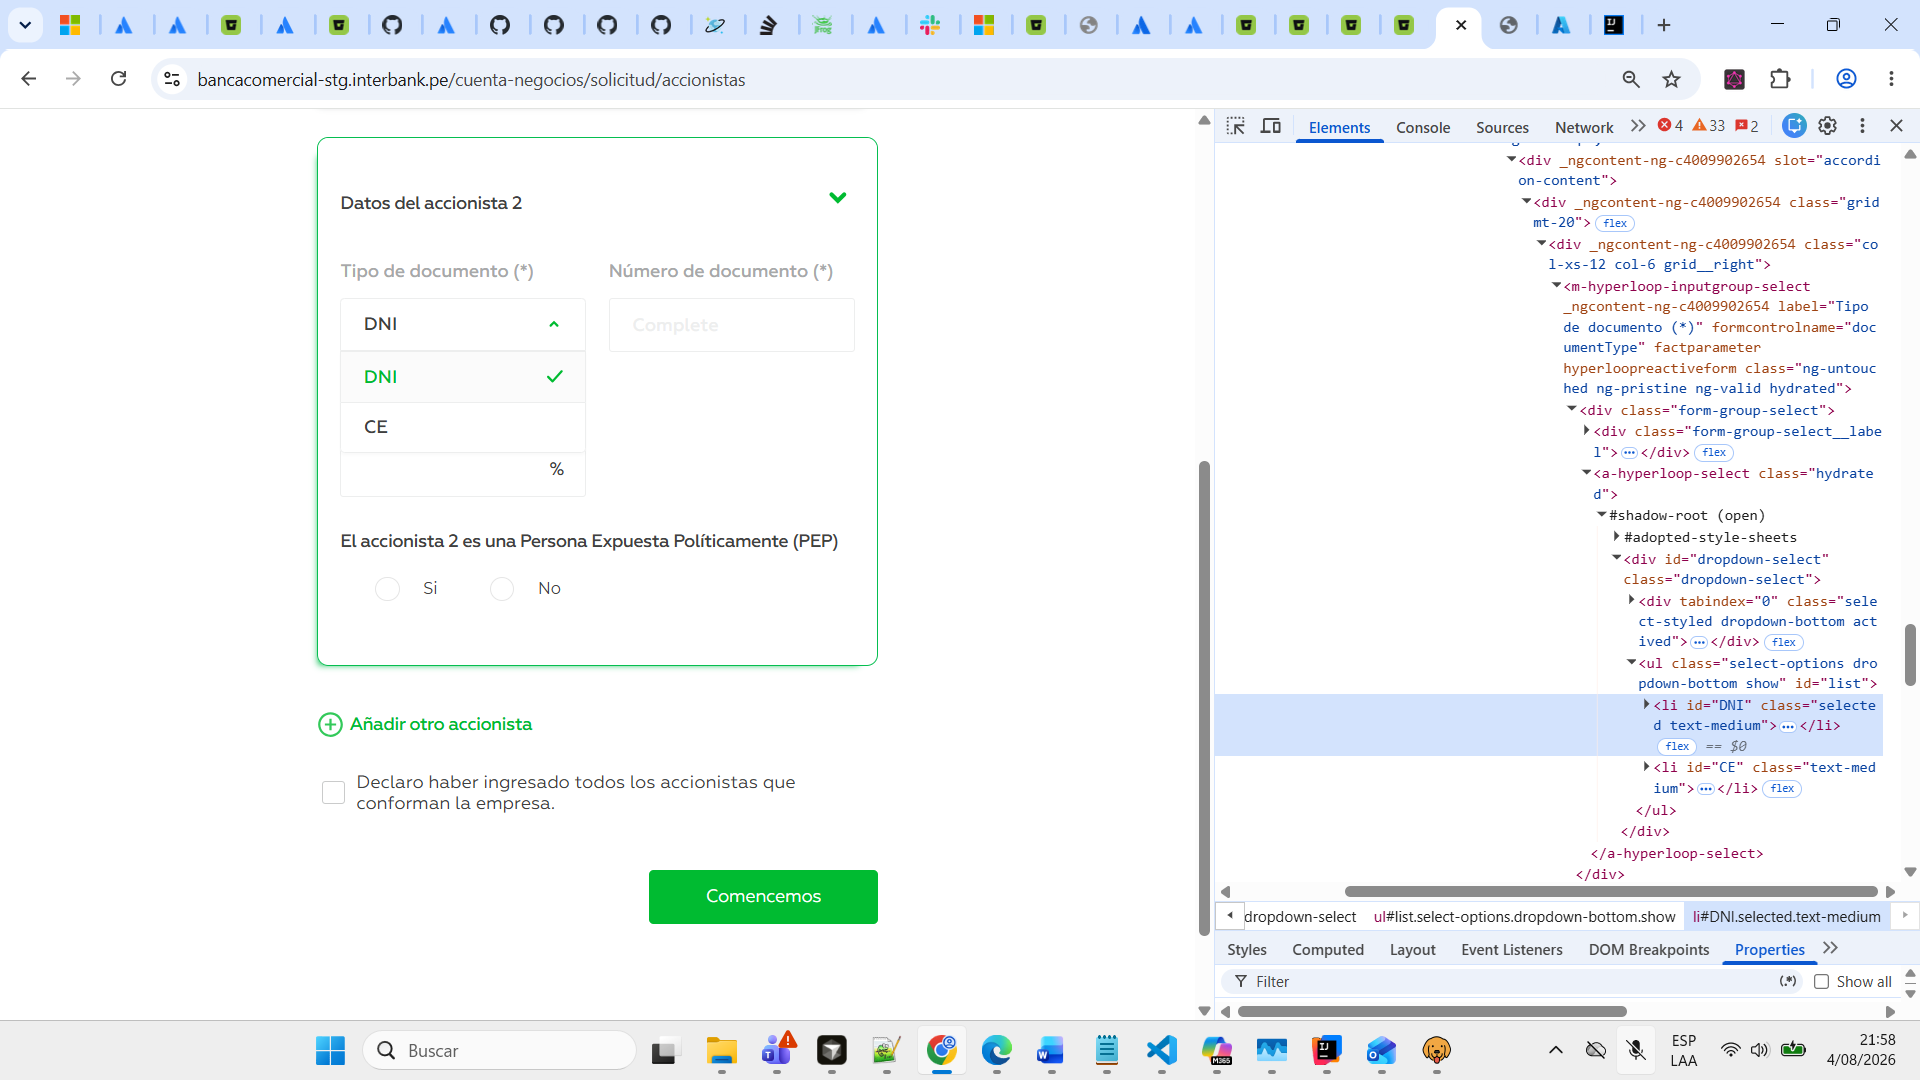 bancacomercial-stg.interbank.pe/cuenta-negocios/solicitud/accionistas
Datos del accionista 2
Tipo de documento (*)
Número de documento (*)
DNI
Complete
DNI
CE
%
El accionista 2 es una Persona Expuesta Políticamente (PEP)
Si
No
Añadir otro accionista
Declaro haber ingresado todos los accionistas que
conforman la empresa.
Comencemos
Elements
Console
Sources
Network
4
33
2
<div _ngcontent-ng-c4009902654 slot="accordi
on-content">
<div _ngcontent-ng-c4009902654 class="grid
mt-20"> flex
<div _ngcontent-ng-c4009902654 class="co
l-xs-12 col-6 grid__right">
<m-hyperloop-inputgroup-select
_ngcontent-ng-c4009902654 label="Tipo
de documento (*)" formcontrolname="doc
umentType" factparameter
hyperloopreactiveform class="ng-untouc
hed ng-pristine ng-valid hydrated">
<div class="form-group-select">
<div class="form-group-select__labe
l">…</div> flex
<a-hyperloop-select class="hydrate
d">
#shadow-root (open)
#adopted-style-sheets
<div id="dropdown-select"
class="dropdown-select">
<div tabindex="0" class="sele
ct-styled dropdown-bottom act
ived">…</div> flex
<ul class="select-options dro
pdown-bottom show" id="list">
<li id="DNI" class="selecte
d text-medium">…</li>
flex == $0
<li id="CE" class="text-med
ium">…</li> flex
</ul>
</div>
</a-hyperloop-select>
</div>
dropdown-select
ul#list.select-options.dropdown-bottom.show
li#DNI.selected.text-medium
Styles
Computed
Layout
Event Listeners
DOM Breakpoints
Properties
Filter
(.*)
Show all
Buscar
ESP
LAA
21:58
4/08/2026